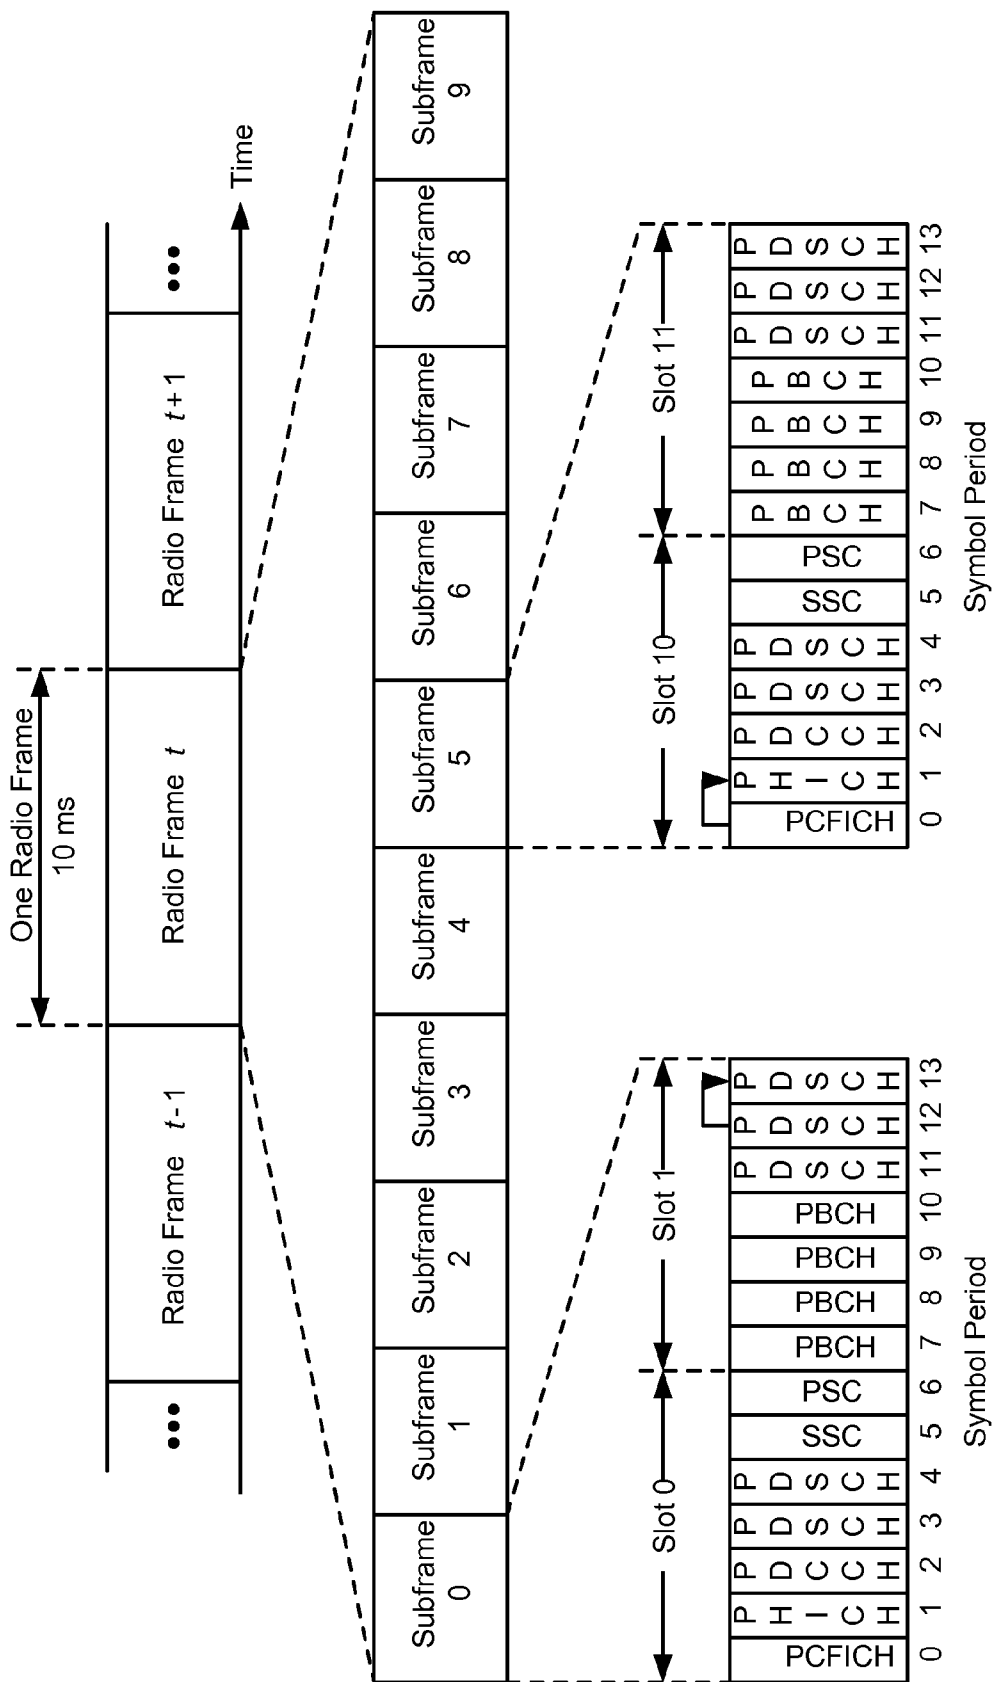 One Radio Frame
10 ms
Radio Frame t-1
Radio Frame t
Radio Frame t+1
Time
Subframe
0
Subframe
1
Subframe
2
Subframe
3
Subframe
4
Subframe
5
Subframe
6
Subframe
7
Subframe
8
Subframe
9
Slot 0
Slot 1
PCFICH
PHICH
PDCCH
PDSCH
PDSCH
SSC
PSC
PBCH
PBCH
PBCH
PBCH
PDSCH
PDSCH
PDSCH
0 1 2 3 4 5 6 7 8 9 10 11 12 13
Symbol Period
Slot 10
Slot 11
PCFICH
PHICH
PDCCH
PDSCH
PDSCH
SSC
PSC
PBCH
PBCH
PBCH
PBCH
PDSCH
PDSCH
PDSCH
0 1 2 3 4 5 6 7 8 9 10 11 12 13
Symbol Period